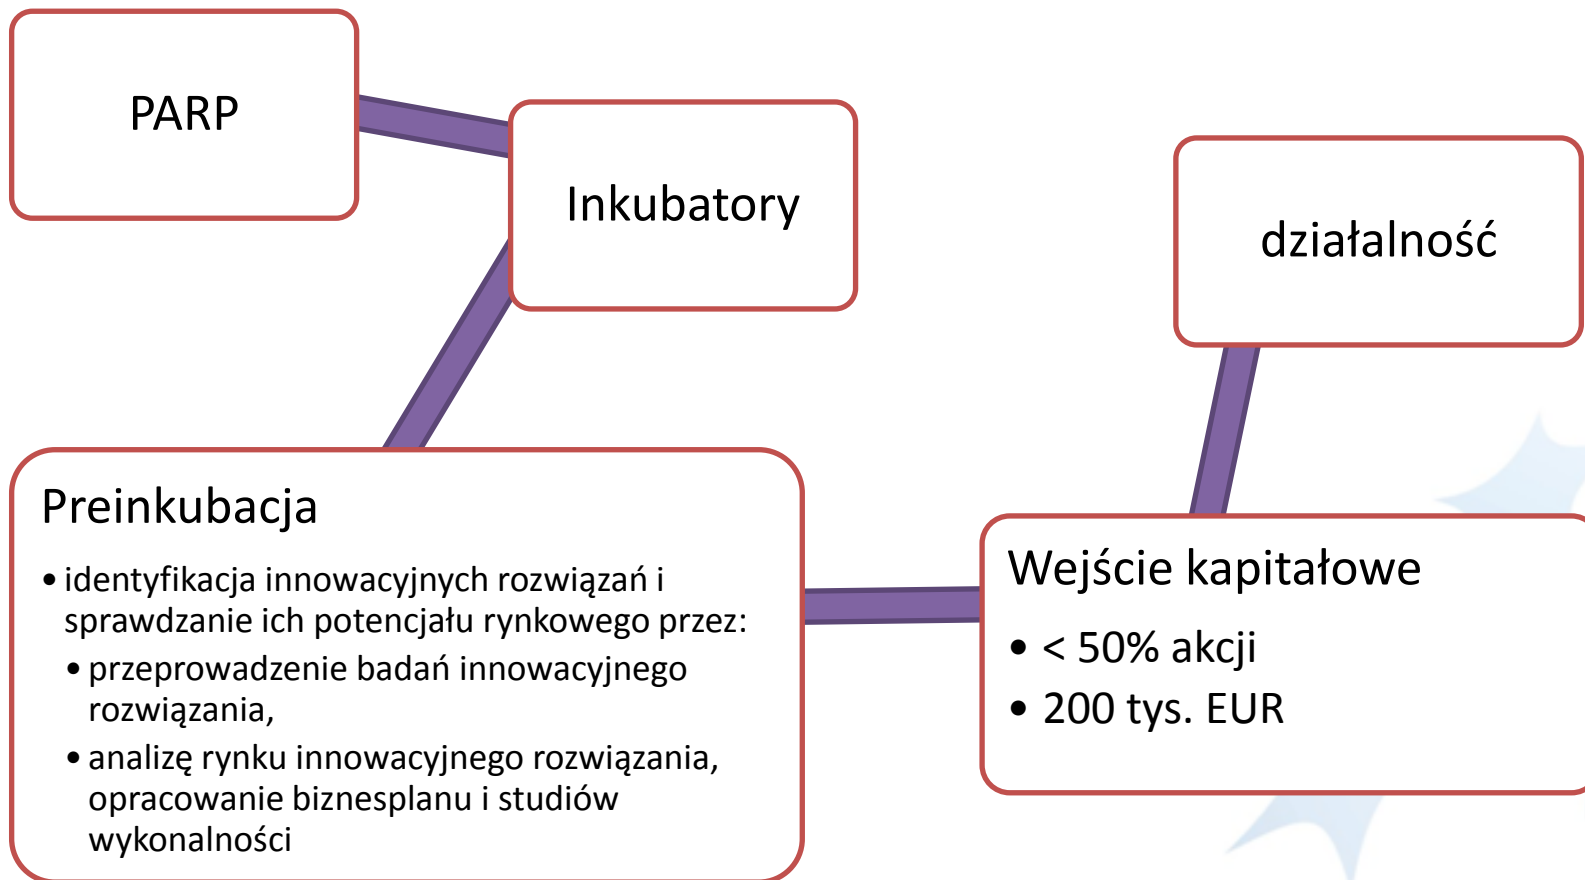 PARP
Inkubatory
działalność
Preinkubacja
• identyfikacja innowacyjnych rozwiązań i
sprawdzanie ich potencjału rynkowego przez:
• przeprowadzenie badań innowacyjnego
rozwiązania,
• analizę rynku innowacyjnego rozwiązania,
opracowanie biznesplanu i studiów
wykonalności
Wejście kapitałowe
• < 50% akcji
• 200 tys. EUR